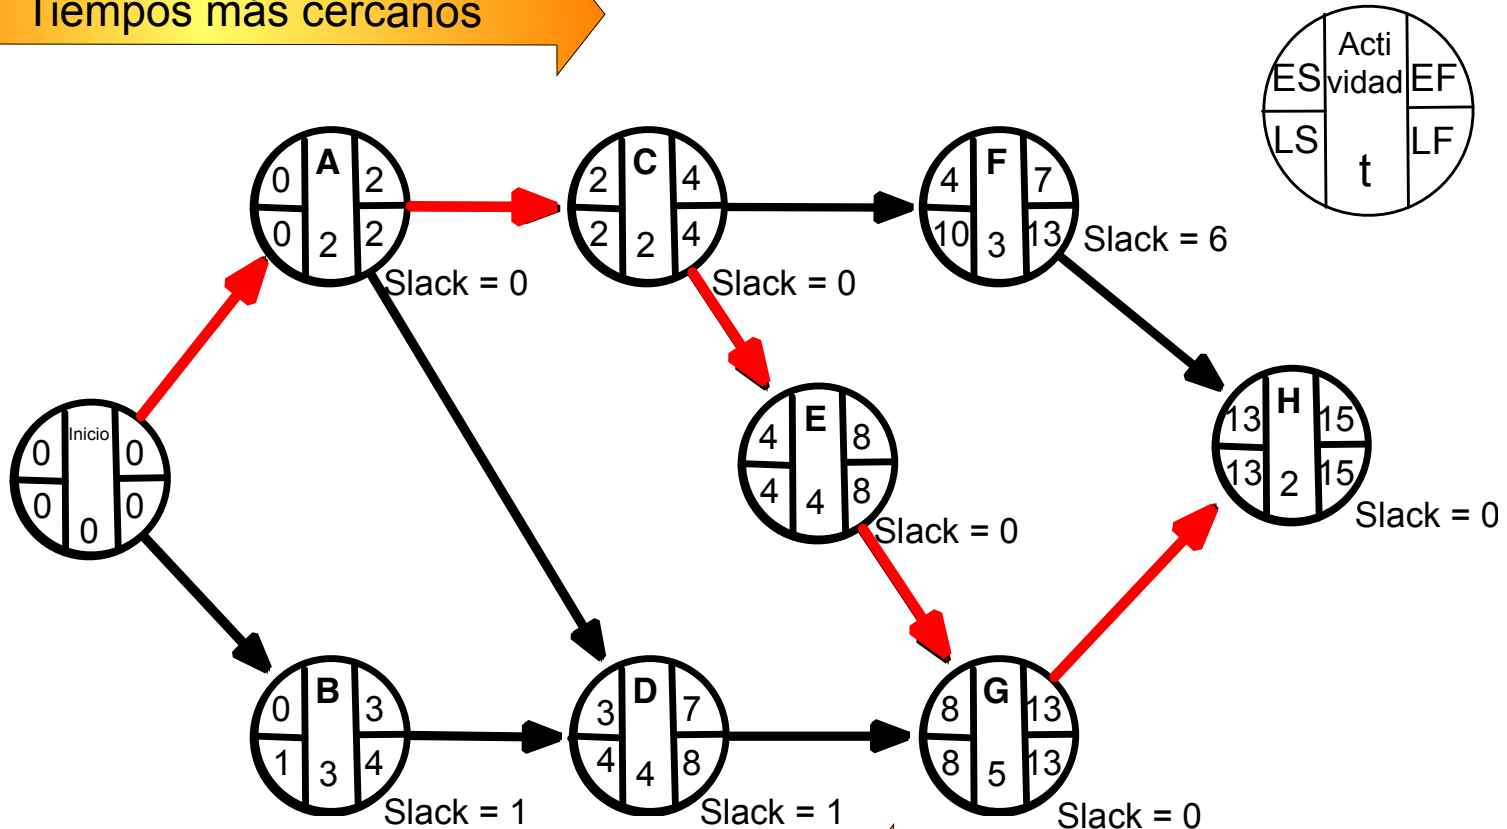 Tiempos más cercanos
Acti
ES vidad EF
LS LF
t
0 A 2
0 2 2
Slack = 0
2 C 4
2 2 4
Slack = 0
4 F 7
10 3 13
Slack = 6
0 Inicio 0
0 0 0
4 E 8
4 4 8
Slack = 0
13 H 15
13 2 15
Slack = 0
0 B 3
1 3 4
Slack = 1
3 D 7
4 4 8
Slack = 1
8 G 13
8 5 13
Slack = 0